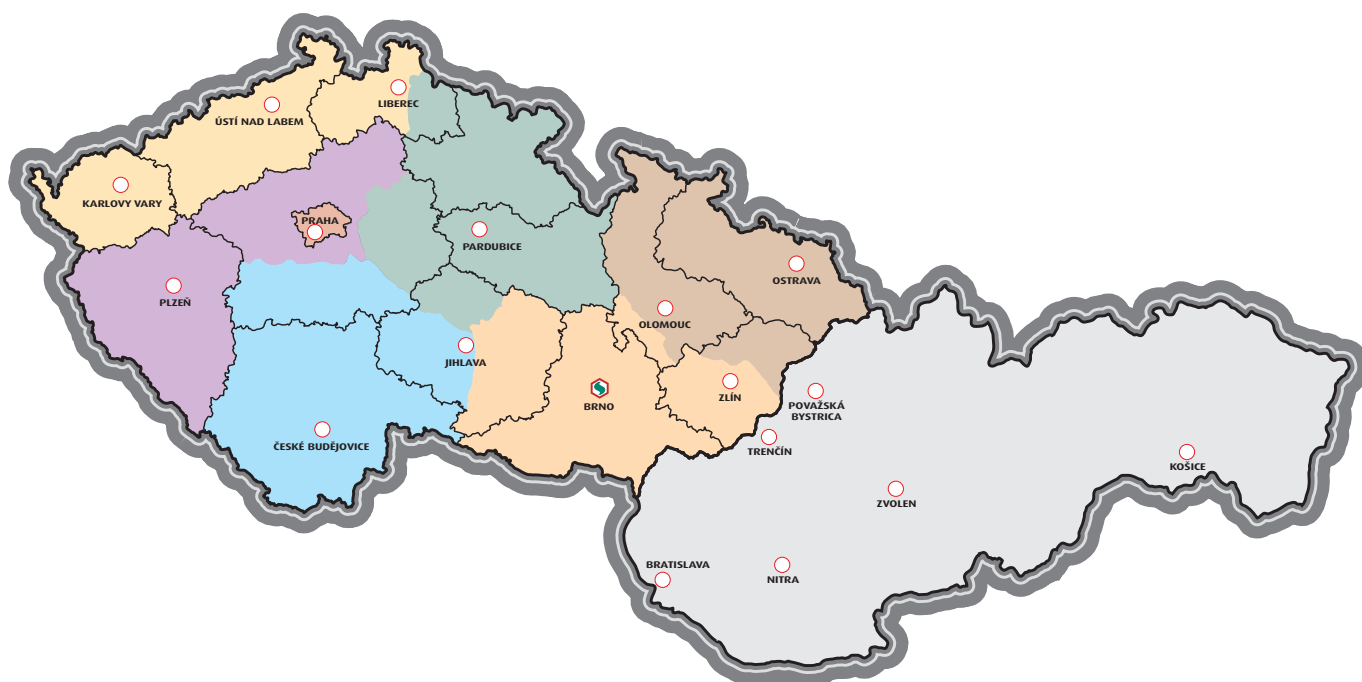 LIBEREC
ÚSTÍ NAD LABEM
KARLOVY VARY
PRAHA
PARDUBICE
PLZEŇ
OSTRAVA
OLOMOUC
JIHLAVA
ZLÍN
BRNO
POVAŽSKÁ
BYSTRICA
ČESKÉ BUDĚJOVICE
TRENČÍN
KOŠICE
ZVOLEN
BRATISLAVA
NITRA